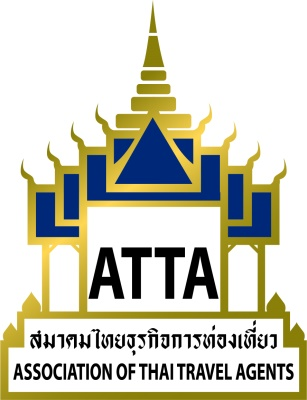 ATTA
สมาคมไทยธุรกิจการท่องเที่ยว
ASSOCIATION OF THAI TRAVEL AGENTS